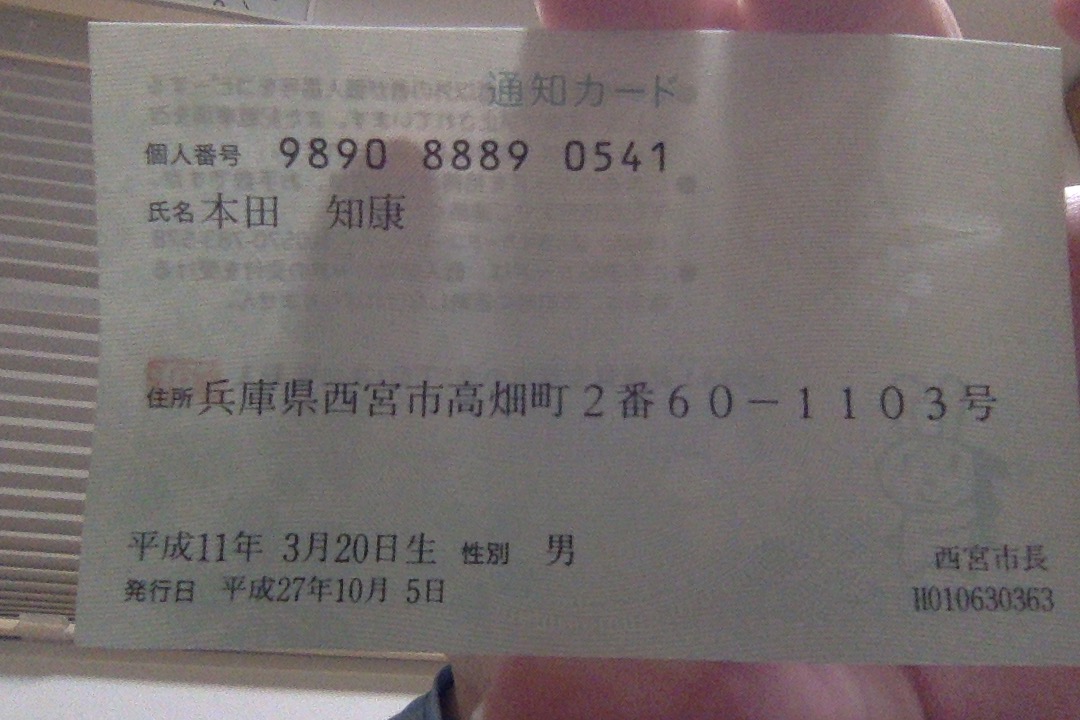 通知カード
個人番号 9890 8889 0541
氏名 本田 知康
住所 兵庫県西宮市高畑町2番60-1103号
平成11年 3月20日生 性別 男
発行日 平成27年10月 5日
西宮市長
H010630363